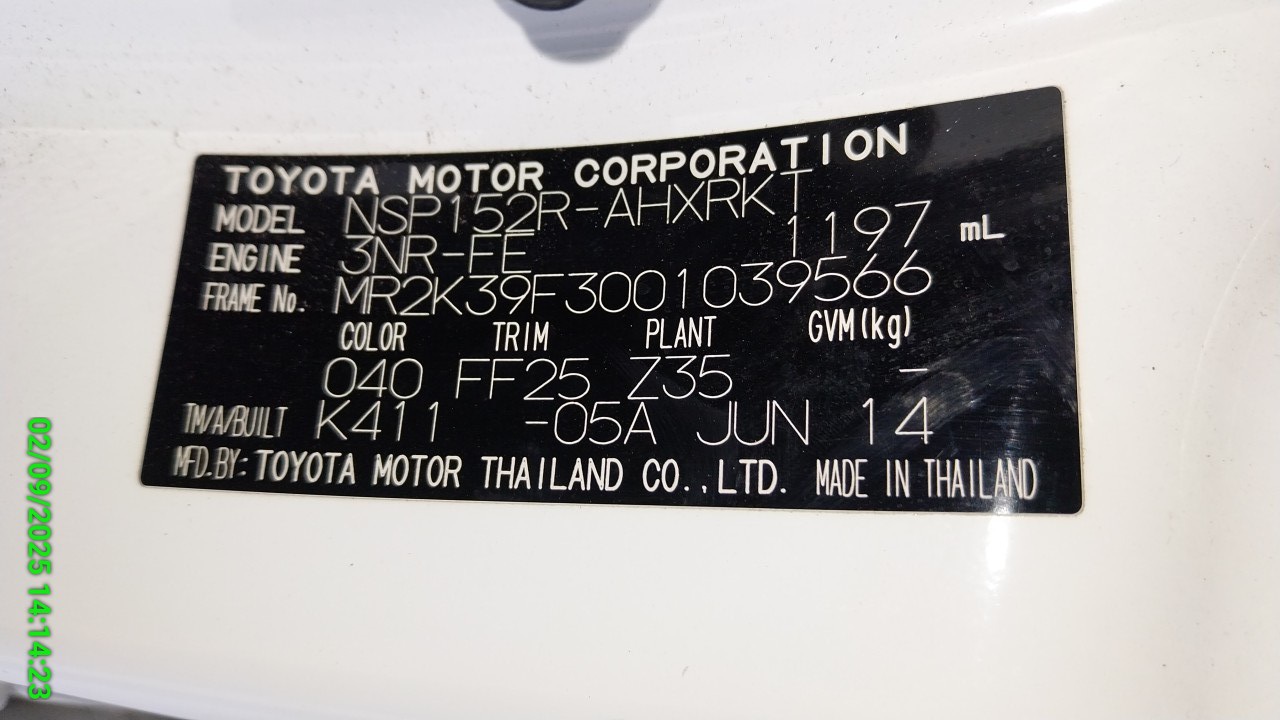 TOYOTA MOTOR CORPORATION
MODEL NSP152R-AHXRKT
ENGINE 3NR-FE 1197 mL
FRAME No. MR2K39F3001039566
COLOR TRIM PLANT GVM(kg)
040 FF25 Z35 -
TM/A/BUILT K411 -05A JUN 14
MFD.BY:TOYOTA MOTOR THAILAND CO.,LTD. MADE IN THAILAND
02/09/2025 14:14:23